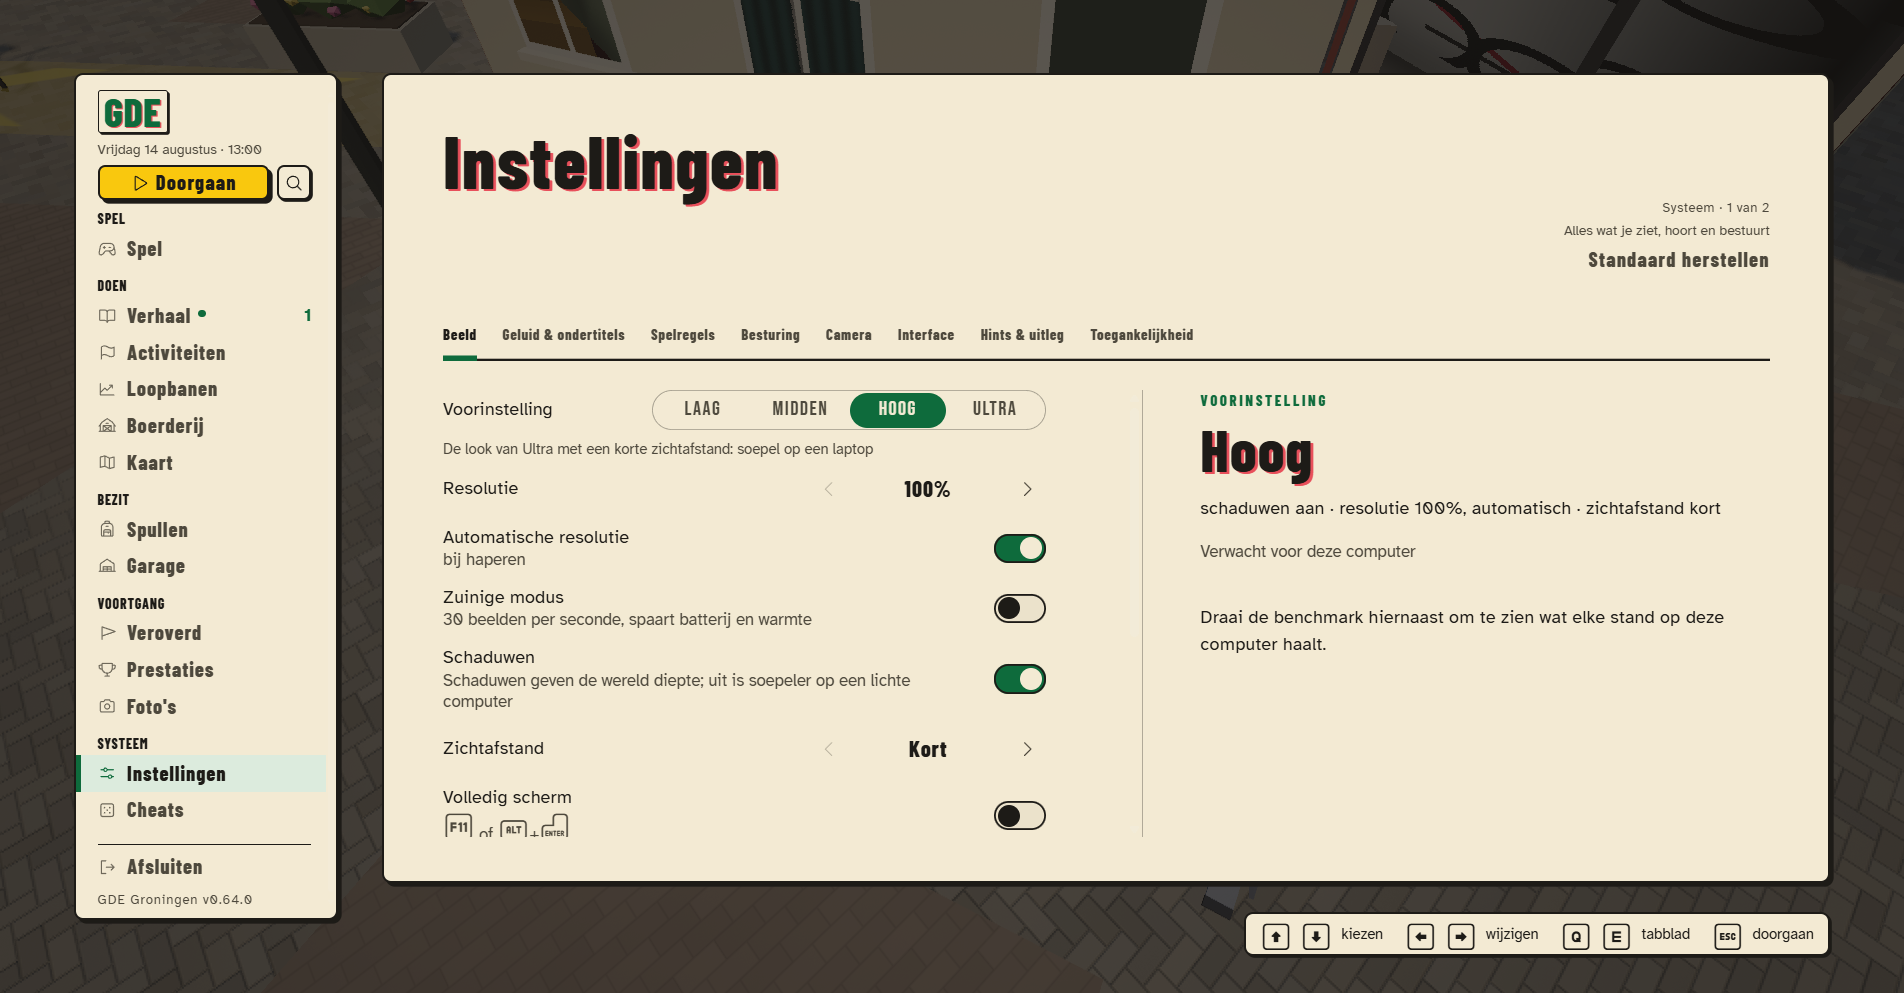 GDE
Vrijdag 14 augustus · 13:00
Doorgaan
SPEL
Spel
DOEN
Verhaal 1
Activiteiten
Loopbanen
Boerderij
Kaart
BEZIT
Spullen
Garage
VOORTGANG
Veroverd
Prestaties
Foto's
SYSTEEM
Instellingen
Cheats
Afsluiten
GDE Groningen v0.64.0
Instellingen
Systeem · 1 van 2
Alles wat je ziet, hoort en bestuurt
Standaard herstellen
Beeld Geluid & ondertitels Spelregels Besturing Camera Interface Hints & uitleg Toegankelijkheid
Voorinstelling LAAG MIDDEN HOOG ULTRA
De look van Ultra met een korte zichtafstand: soepel op een laptop
Resolutie 100%
Automatische resolutie
bij haperen
Zuinige modus
30 beelden per seconde, spaart batterij en warmte
Schaduwen
Schaduwen geven de wereld diepte; uit is soepeler op een lichte
computer
Zichtafstand Kort
Volledig scherm
F11 of ALT + ENTER
VOORINSTELLING
Hoog
schaduwen aan · resolutie 100%, automatisch · zichtafstand kort
Verwacht voor deze computer
Draai de benchmark hiernaast om te zien wat elke stand op deze
computer haalt.
kiezen wijzigen Q E tabblad ESC doorgaan